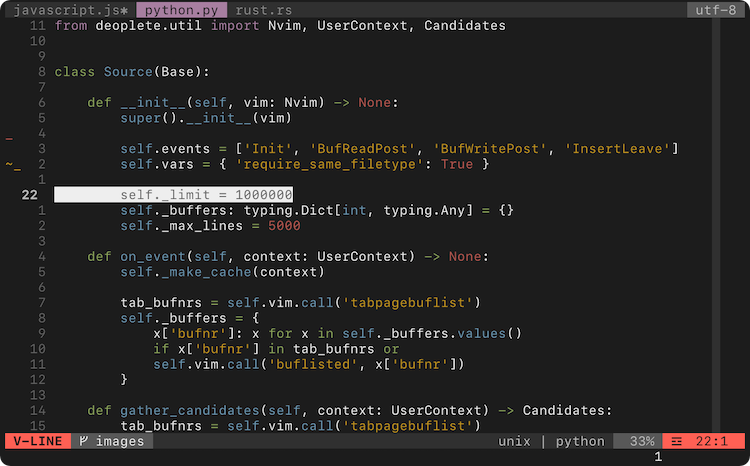 javascript.js* python.py rust.rs utf-8
11 from deoplete.util import Nvim, UserContext, Candidates
10
9
8 class Source(Base):
7
6     def __init__(self, vim: Nvim) -> None:
5         super().__init__(vim)
_ 4
3         self.events = ['Init', 'BufReadPost', 'BufWritePost', 'InsertLeave']
~_ 2         self.vars = { 'require_same_filetype': True }
1
22         self._limit = 1000000
1         self._buffers: typing.Dict[int, typing.Any] = {}
2         self._max_lines = 5000
3
4     def on_event(self, context: UserContext) -> None:
5         self._make_cache(context)
6
7         tab_bufnrs = self.vim.call('tabpagebuflist')
8         self._buffers = {
9             x['bufnr']: x for x in self._buffers.values()
10             if x['bufnr'] in tab_bufnrs or
11             self.vim.call('buflisted', x['bufnr'])
12         }
13
14     def gather_candidates(self, context: UserContext) -> Candidates:
15         tab_bufnrs = self.vim.call('tabpagebuflist')
V-LINE images unix | python 33% 22:1
1